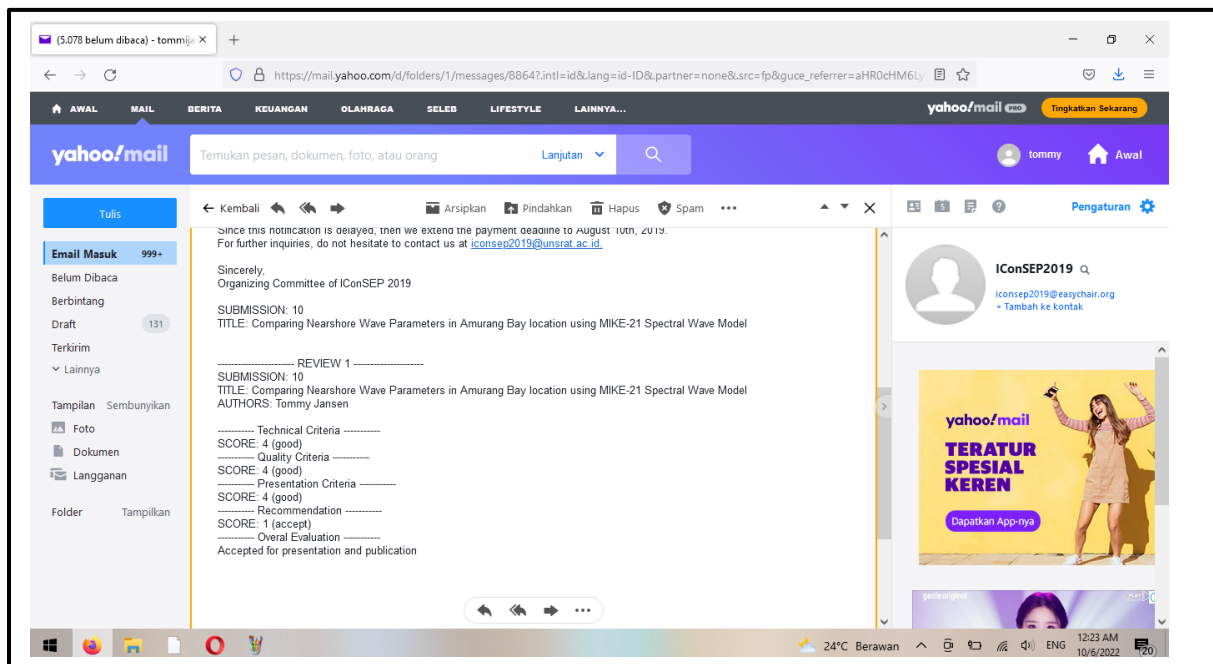 (5.078 belum dibaca) - tommija
https://mail.yahoo.com/d/folders/1/messages/8864?.intl=id&.lang=id-ID&.partner=none&.src=fp&guce_referrer=aHR0cHM6Ly
AWAL MAIL BERITA KEUANGAN OLAHRAGA SELEB LIFESTYLE LAINNYA...
yahoo!mail PRO Tingkatkan Sekarang
yahoo!mail Temukan pesan, dokumen, foto, atau orang Lanjutan tommy Awal
Tulis
Kembali Arsipkan Pindahkan Hapus Spam
Pengaturan
Email Masuk 999+
Belum Dibaca
Berbintang
Draft 131
Terkirim
Lainnya
Tampilan Sembunyikan
Foto
Dokumen
Langganan
Folder Tampilkan
Since this notification is delayed, then we extend the payment deadline to August 10th, 2019.
For further inquiries, do not hesitate to contact us at iconsep2019@unsrat.ac.id.
Sincerely,
Organizing Committee of IConSEP 2019
SUBMISSION: 10
TITLE: Comparing Nearshore Wave Parameters in Amurang Bay location using MIKE-21 Spectral Wave Model
---------------------- REVIEW 1 --------------------
SUBMISSION: 10
TITLE: Comparing Nearshore Wave Parameters in Amurang Bay location using MIKE-21 Spectral Wave Model
AUTHORS: Tommy Jansen
----------- Technical Criteria -----------
SCORE: 4 (good)
----------- Quality Criteria -----------
SCORE: 4 (good)
----------- Presentation Criteria -----------
SCORE: 4 (good)
----------- Recommendation -----------
SCORE: 1 (accept)
----------- Overal Evaluation -----------
Accepted for presentation and publication
IConSEP2019
iconsep2019@easychair.org
+ Tambah ke kontak
yahoo!mail
TERATUR
SPESIAL
KEREN
Dapatkan App-nya
genie original
24°C Berawan ENG 12:23 AM
10/6/2022 20